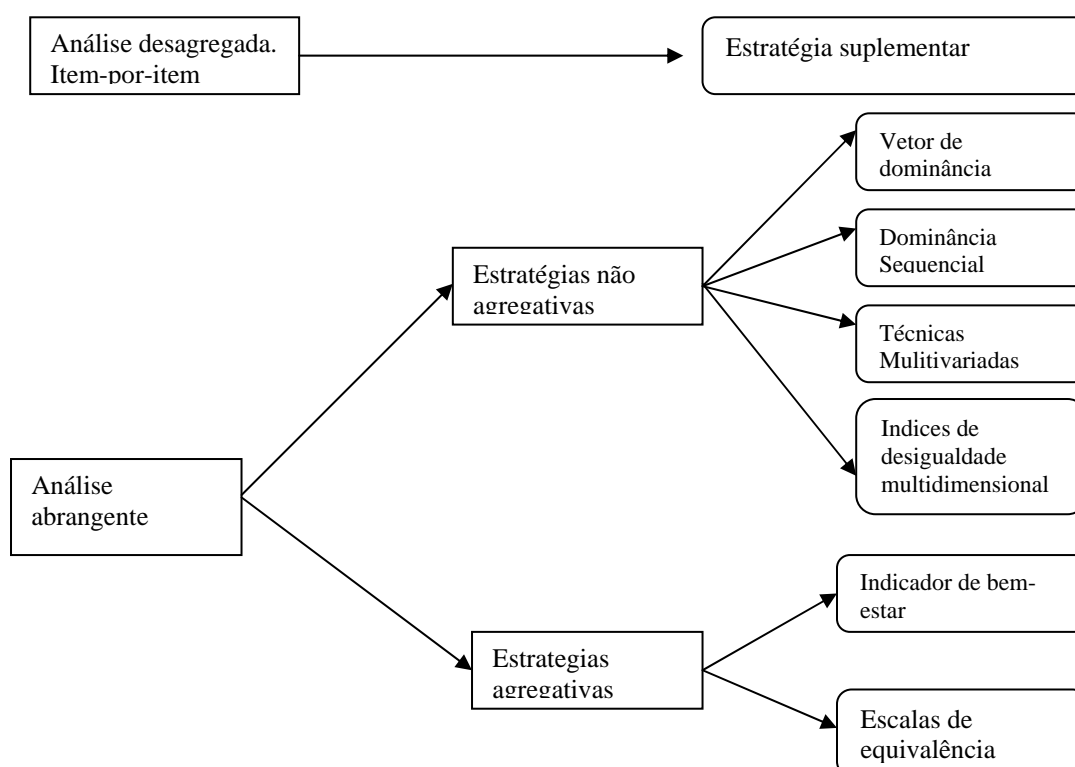 Análise desagregada.
Item-por-item
Estratégia suplementar
Vetor de
dominância
Dominância
Sequencial
Estratégias não
agregativas
Técnicas
Mulitivariadas
Indices de
desigualdade
multidimensional
Análise
abrangente
Indicador de bem-
estar
Estrategias
agregativas
Escalas de
equivalência